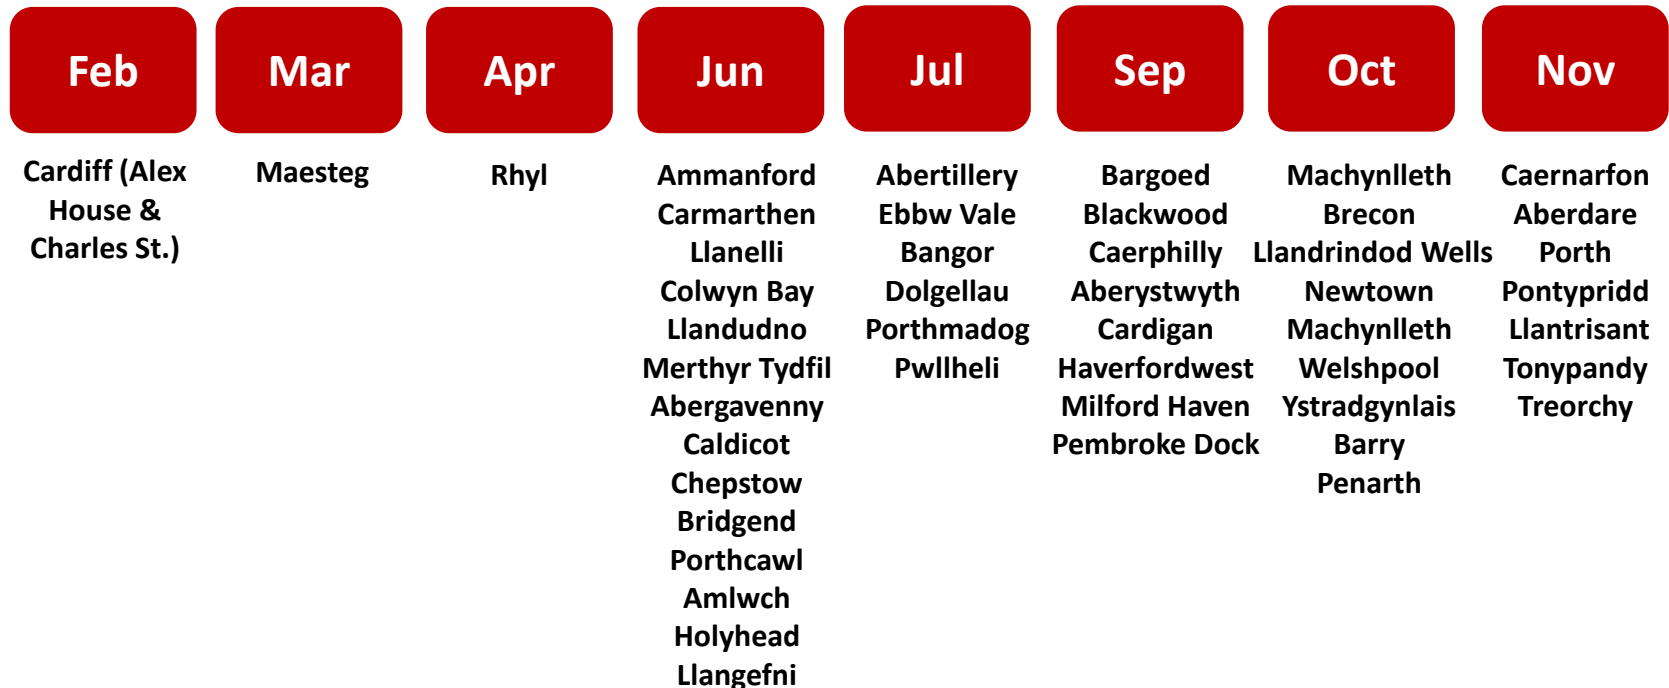 Feb
Mar
Apr
Jun
Jul
Sep
Oct
Nov
Cardiff (Alex
House &
Charles St.)
Maesteg
Rhyl
Ammanford
Carmarthen
Llanelli
Colwyn Bay
Llandudno
Merthyr Tydfil
Abergavenny
Caldicot
Chepstow
Bridgend
Porthcawl
Amlwch
Holyhead
Llangefni
Abertillery
Ebbw Vale
Bangor
Dolgellau
Porthmadog
Pwllheli
Bargoed
Blackwood
Caerphilly
Aberystwyth
Cardigan
Haverfordwest
Milford Haven
Pembroke Dock
Machynlleth
Brecon
Llandrindod Wells
Newtown
Machynlleth
Welshpool
Ystradgynlais
Barry
Penarth
Caernarfon
Aberdare
Porth
Pontypridd
Llantrisant
Tonypandy
Treorchy